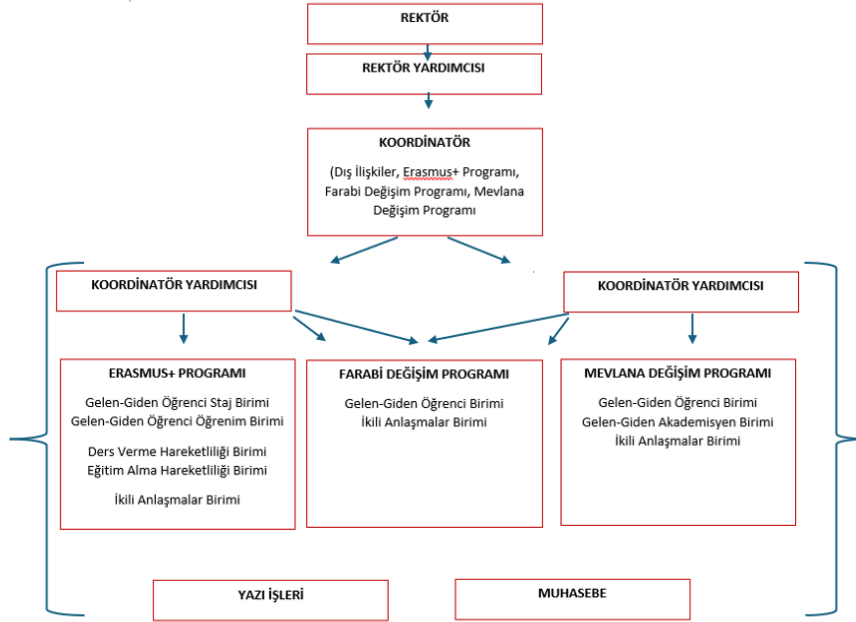 REKTÖR
REKTÖR YARDIMCISI
KOORDİNATÖR
(Dış İlişkiler, Erasmus+ Programı,
Farabi Değişim Programı, Mevlana
Değişim Programı
KOORDİNATÖR YARDIMCISI
KOORDİNATÖR YARDIMCISI
ERASMUS+ PROGRAMI
Gelen-Giden Öğrenci Staj Birimi
Gelen-Giden Öğrenci Öğrenim Birimi
Ders Verme Hareketliliği Birimi
Eğitim Alma Hareketliliği Birimi
İkili Anlaşmalar Birimi
FARABİ DEĞİŞİM PROGRAMI
Gelen-Giden Öğrenci Birimi
İkili Anlaşmalar Birimi
MEVLANA DEĞİŞİM PROGRAMI
Gelen-Giden Öğrenci Birimi
Gelen-Giden Akademisyen Birimi
İkili Anlaşmalar Birimi
YAZI İŞLERİ
MUHASEBE